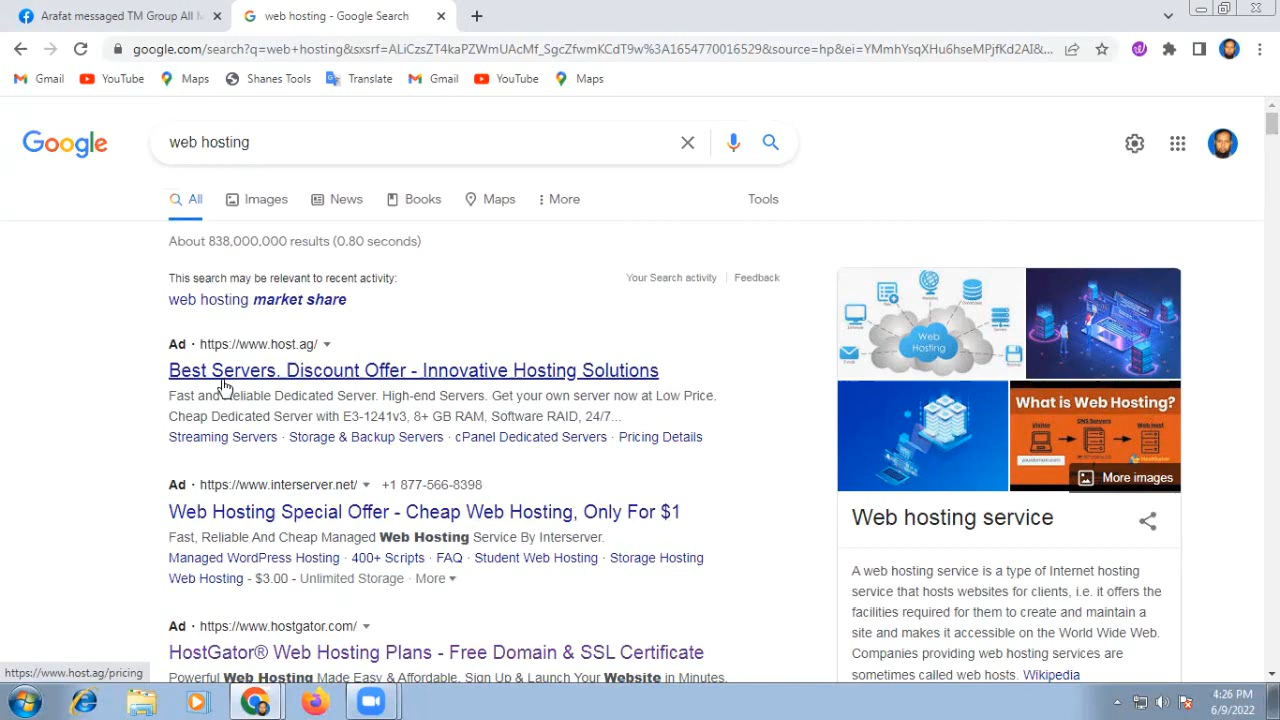 Arafat messaged TM Group All
web hosting - Google Search
google.com/search?q=web+hosting&sxsrf=ALiCzsZT4kaPZWmUAcMf_SgcZfwmKCdT9w%3A1654770016529&source=hp&ei=YMmhYsqXHu6hseMPjfKd2AI&...
Gmail YouTube Maps Shanes Tools Translate Gmail YouTube Maps
Google
web hosting
All Images News Books Maps More Tools
About 838,000,000 results (0.80 seconds)
This search may be relevant to recent activity: Your Search activity Feedback
web hosting market share
Ad · https://www.host.ag/
Best Servers. Discount Offer - Innovative Hosting Solutions
Fast and Reliable Dedicated Server. High-end Servers. Get your own server now at Low Price.
Cheap Dedicated Server with E3-1241v3, 8+ GB RAM, Software RAID, 24/7...
Streaming Servers · Storage & Backup Servers · cPanel Dedicated Servers · Pricing Details
Ad · https://www.interserver.net/ +1 877-566-8398
Web Hosting Special Offer - Cheap Web Hosting, Only For $1
Fast, Reliable And Cheap Managed Web Hosting Service By Interserver.
Managed WordPress Hosting · 400+ Scripts · FAQ · Student Web Hosting · Storage Hosting
Web Hosting - $3.00 - Unlimited Storage · More
Ad · https://www.hostgator.com/
HostGator® Web Hosting Plans - Free Domain & SSL Certificate
Powerful Web Hosting Made Easy & Affordable. Sign Up & Launch Your Website in Minutes.
Web
Hosting
What is Web Hosting?
Visitor DNS Servers Web Host
HostGator
More images
Web hosting service
A web hosting service is a type of Internet hosting
service that hosts websites for clients, i.e. it offers the
facilities required for them to create and maintain a
site and makes it accessible on the World Wide Web.
Companies providing web hosting services are
sometimes called web hosts. Wikipedia
https://www.host.ag/pricing
4:26 PM
6/9/2022